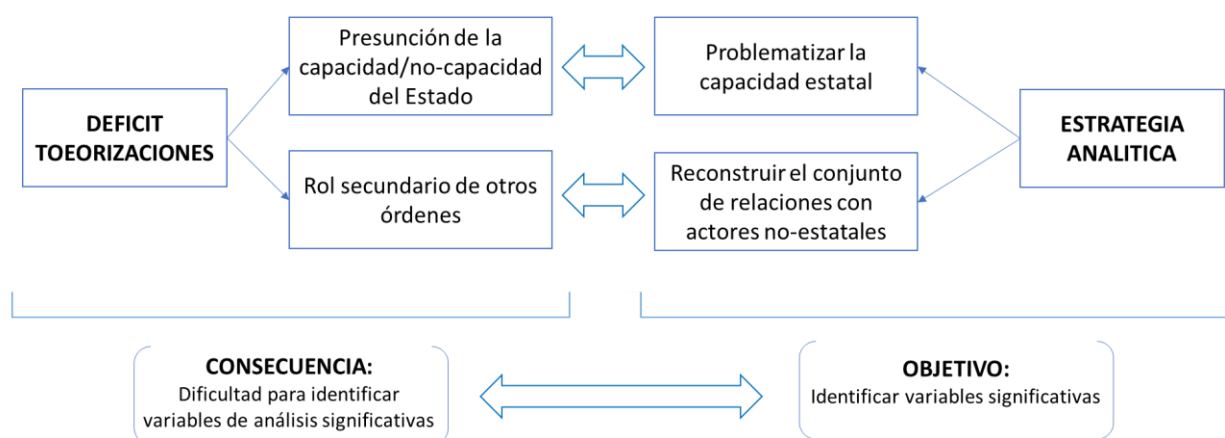 DEFICIT
TOEORIZACIONES
Presunción de la
capacidad/no-capacidad
del Estado
Rol secundario de otros
órdenes
Problematizar la
capacidad estatal
Reconstruir el conjunto
de relaciones con
actores no-estatales
ESTRATEGIA
ANALITICA
CONSECUENCIA:
Dificultad para identificar
variables de análisis significativas
OBJETIVO:
Identificar variables significativas